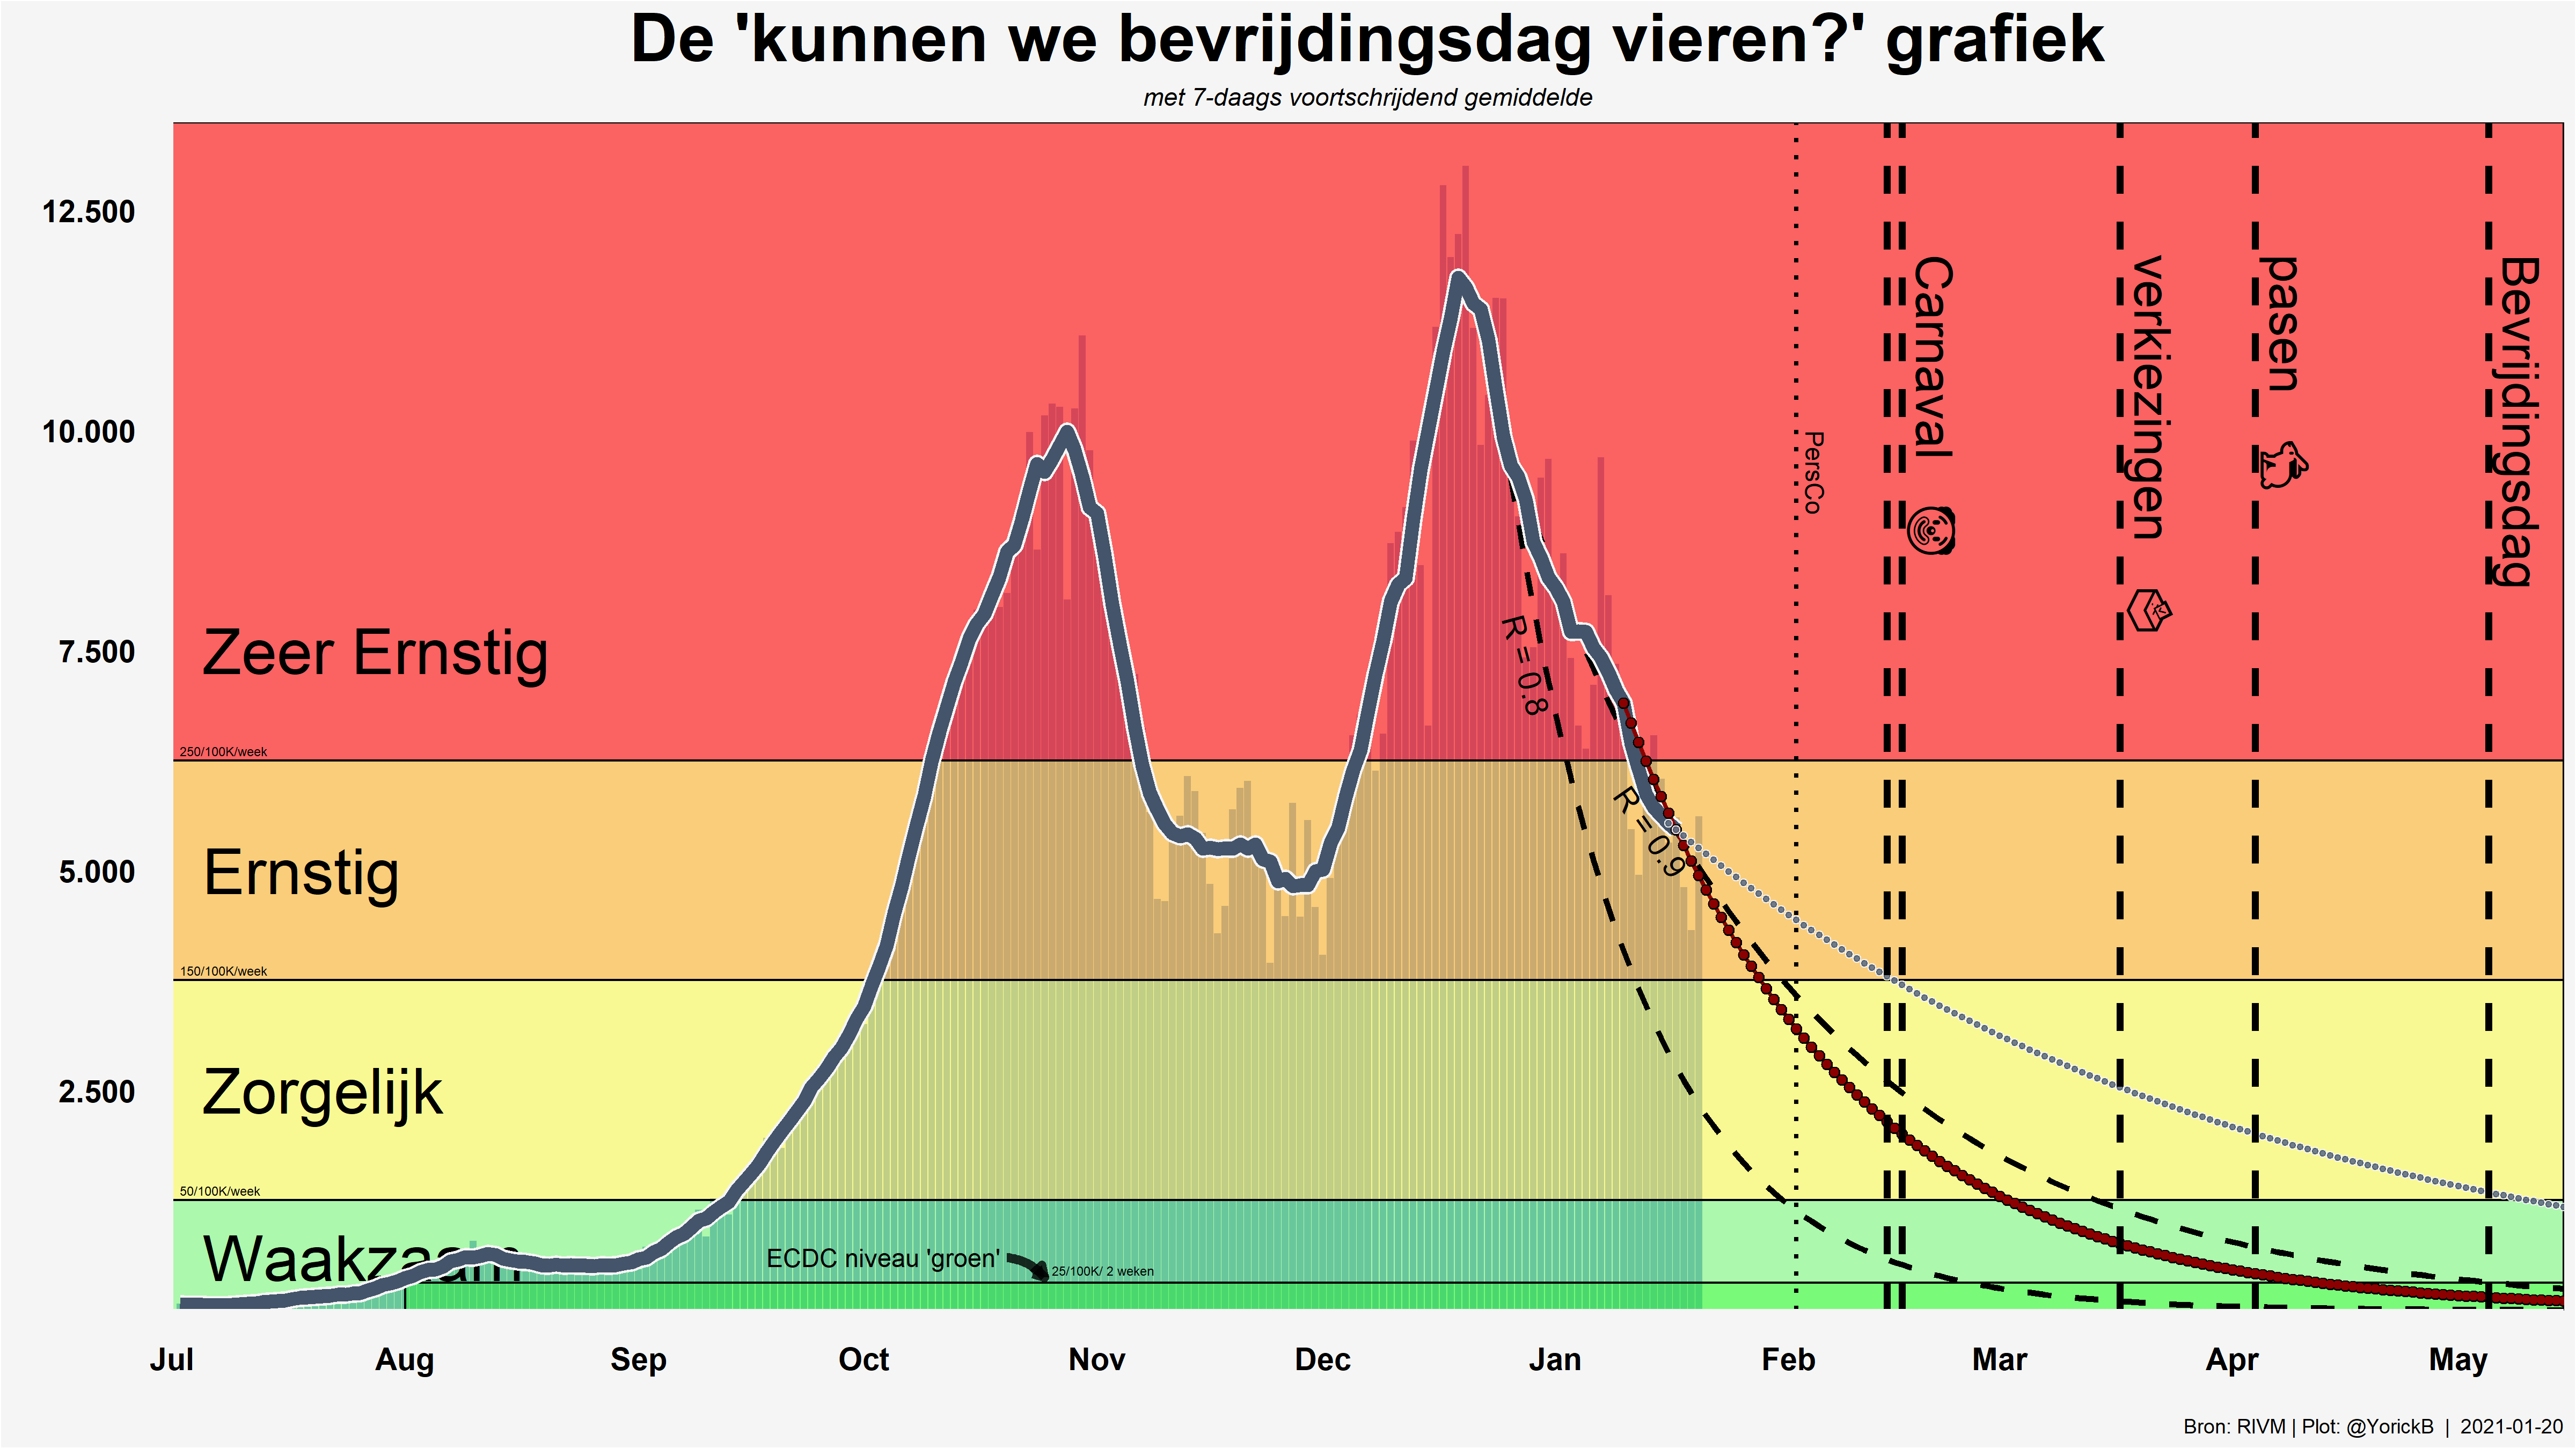 De 'kunnen we bevrijdingsdag vieren?' grafiek
met 7-daags voortschrijdend gemiddelde
12.500
10.000
7.500
5.000
2.500
Zeer Ernstig
250/100K/week
Ernstig
150/100K/week
Zorgelijk
50/100K/week
Waakzaam
ECDC niveau 'groen'
25/100K/ 2 weken
R =0.8
R =0.9
PersCo
Carnaval
verkiezingen
pasen
Bevrijdingsdag
Jul
Aug
Sep
Oct
Nov
Dec
Jan
Feb
Mar
Apr
May
Bron: RIVM | Plot: @YorickB | 2021-01-20